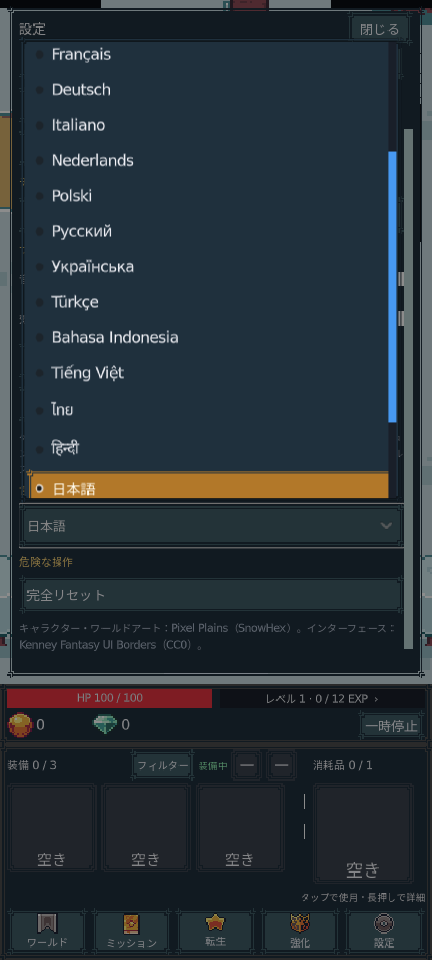 設定
閉じる
Français
Deutsch
Italiano
Nederlands
Polski
Русский
Українська
Türkçe
Bahasa Indonesia
Tiếng Việt
ไทย
हिन्दी
日本語
日本語
危険な操作
完全リセット
キャラクター・ワールドアート：Pixel Plains（SnowHex）。インターフェース：
Kenney Fantasy UI Borders（CC0）。
HP 100 / 100
レベル 1 · 0 / 12 EXP ›
0
0
一時停止
装備 0 / 3
フィルター
装備中
—
—
消耗品 0 / 1
空き
空き
空き
空き
タップで使用・長押しで詳細
ワールド
ミッション
転生
強化
設定